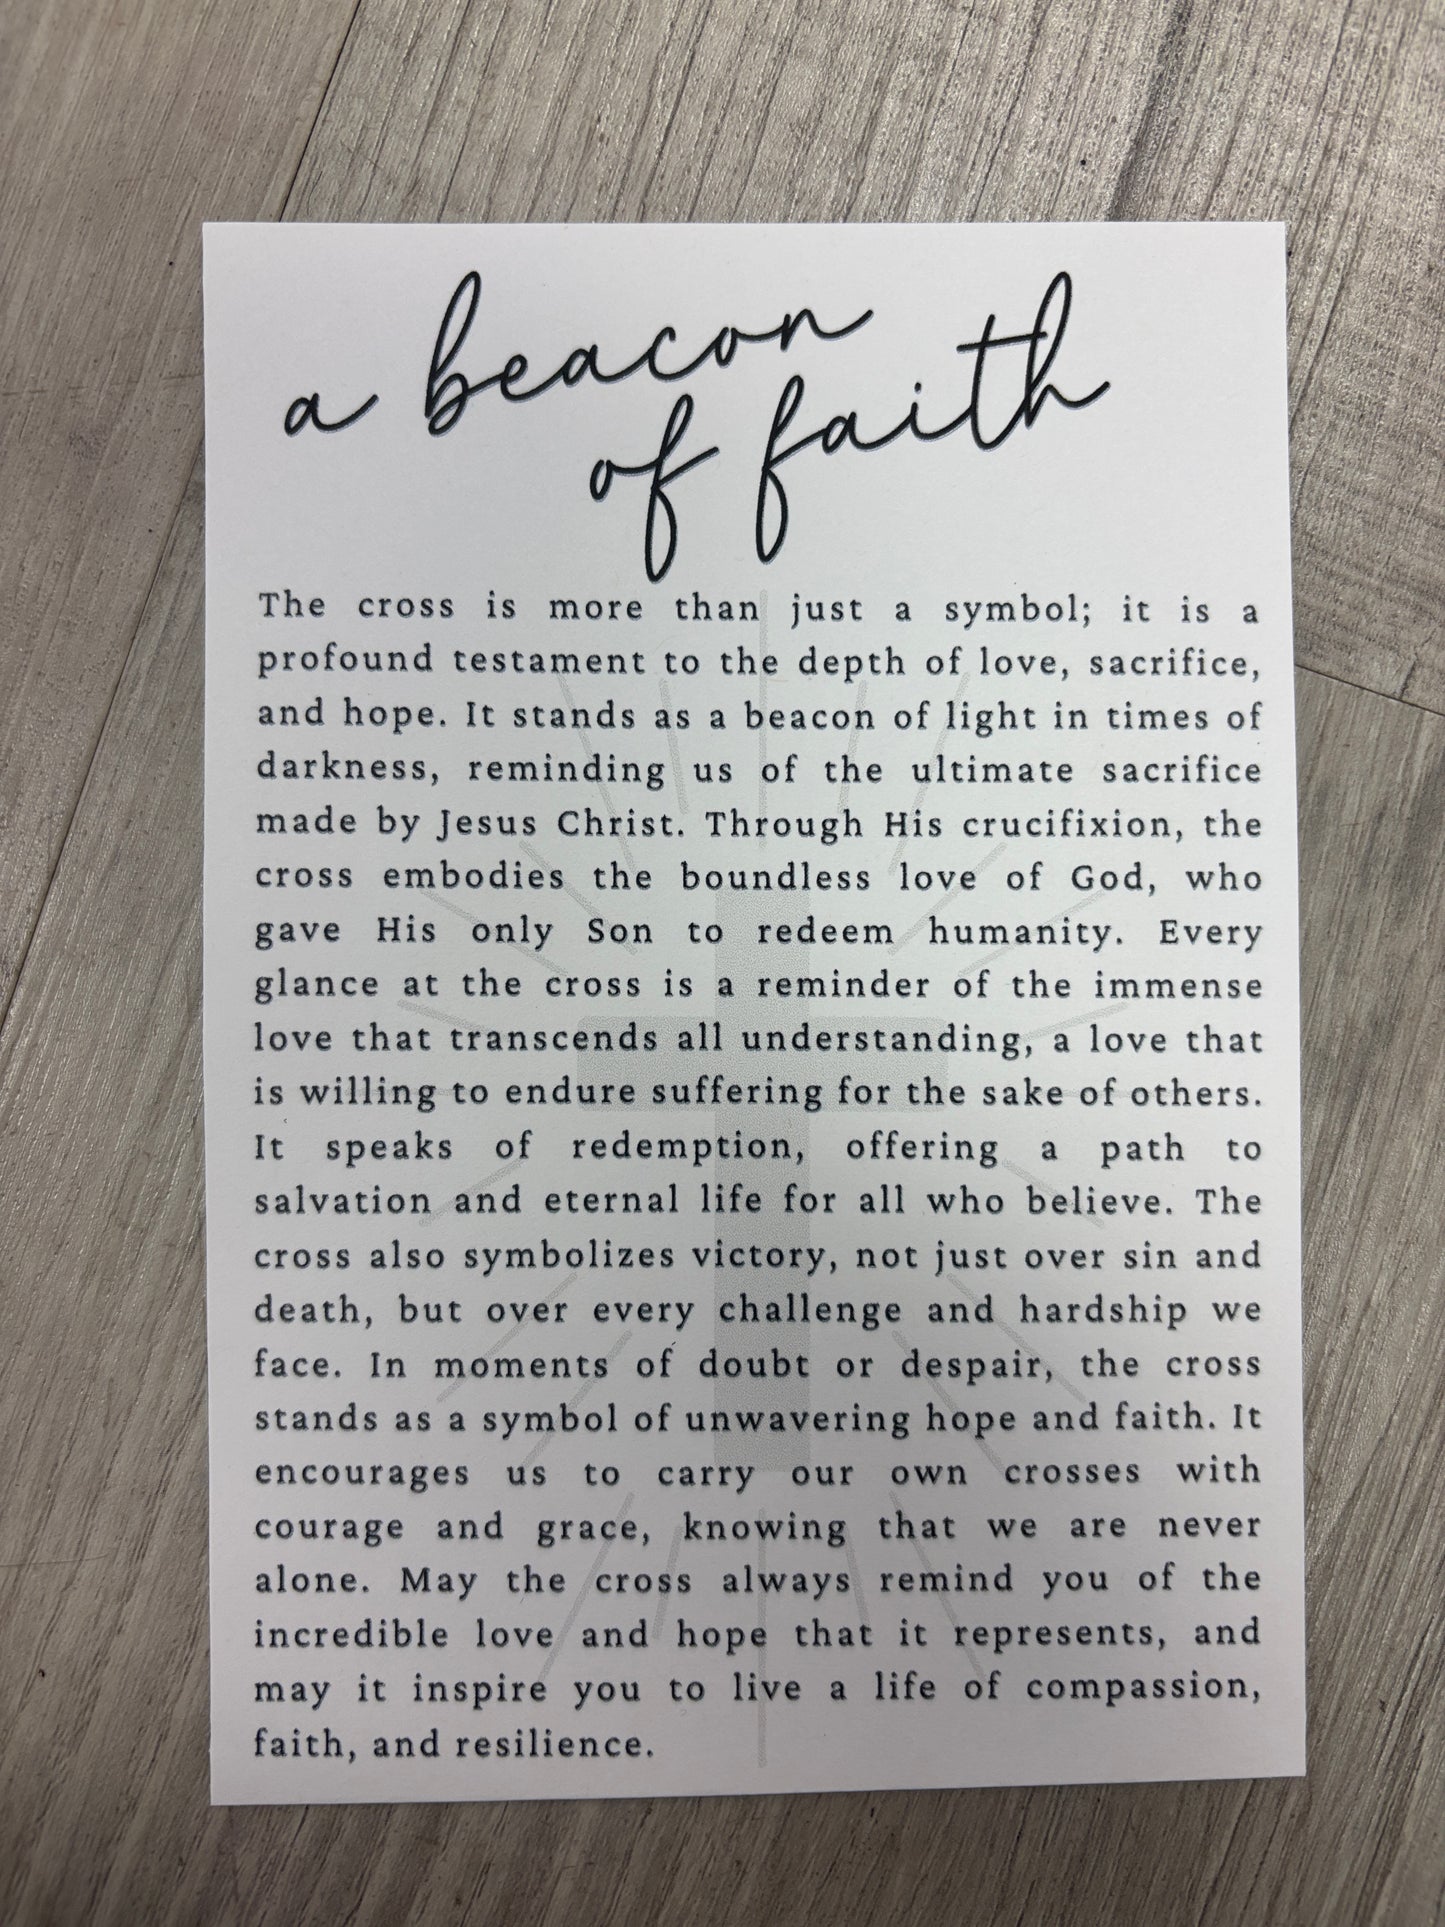 a beacon
of faith
The cross is more than just a symbol; it is a
profound testament to the depth of love, sacrifice,
and hope. It stands as a beacon of light in times of
darkness, reminding us of the ultimate sacrifice
made by Jesus Christ. Through His crucifixion, the
cross embodies the boundless love of God, who
gave His only Son to redeem humanity. Every
glance at the cross is a reminder of the immense
love that transcends all understanding, a love that
is willing to endure suffering for the sake of others.
It speaks of redemption, offering a path to
salvation and eternal life for all who believe. The
cross also symbolizes victory, not just over sin and
death, but over every challenge and hardship we
face. In moments of doubt or despair, the cross
stands as a symbol of unwavering hope and faith. It
encourages us to carry our own crosses with
courage and grace, knowing that we are never
alone. May the cross always remind you of the
incredible love and hope that it represents, and
may it inspire you to live a life of compassion,
faith, and resilience.